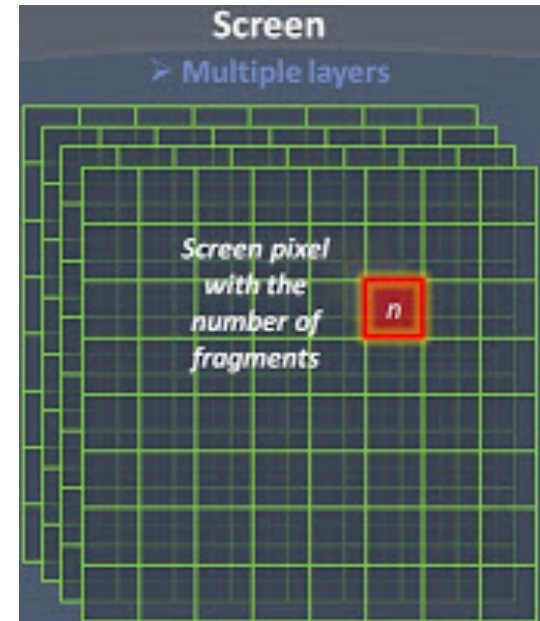 Screen
➢ Multiple layers
Screen pixel
with the
number of
fragments
n